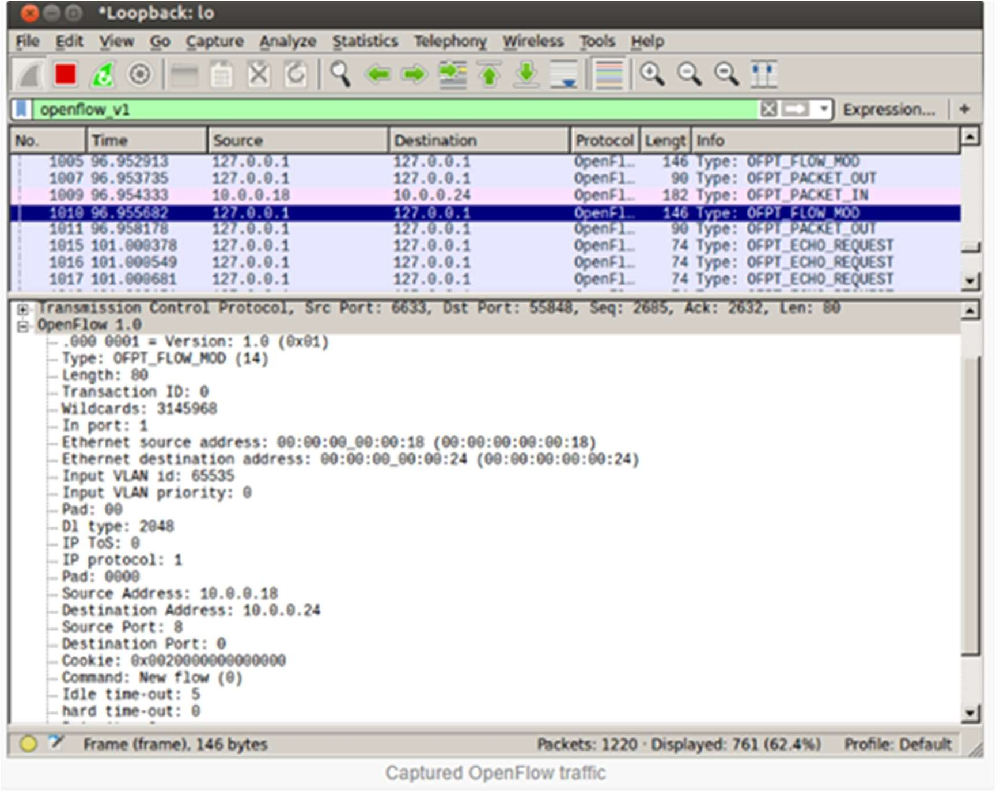 *Loopback: lo
File Edit View Go Capture Analyze Statistics Telephony Wireless Tools Help
openflow_v1 Expression... +
No. Time Source Destination Protocol Lengt Info
1005 96.952913 127.0.0.1 127.0.0.1 OpenFl… 146 Type: OFPT_FLOW_MOD
1007 96.953735 127.0.0.1 127.0.0.1 OpenFl… 90 Type: OFPT_PACKET_OUT
1009 96.954333 10.0.0.18 10.0.0.24 OpenFl… 182 Type: OFPT_PACKET_IN
1010 96.955682 127.0.0.1 127.0.0.1 OpenFl… 146 Type: OFPT_FLOW_MOD
1011 96.958178 127.0.0.1 127.0.0.1 OpenFl… 90 Type: OFPT_PACKET_OUT
1015 101.000378 127.0.0.1 127.0.0.1 OpenFl… 74 Type: OFPT_ECHO_REQUEST
1016 101.000549 127.0.0.1 127.0.0.1 OpenFl… 74 Type: OFPT_ECHO_REQUEST
1017 101.000681 127.0.0.1 127.0.0.1 OpenFl… 74 Type: OFPT_ECHO_REQUEST
Transmission Control Protocol, Src Port: 6633, Dst Port: 55848, Seq: 2685, Ack: 2632, Len: 80
OpenFlow 1.0
.000 0001 = Version: 1.0 (0x01)
Type: OFPT_FLOW_MOD (14)
Length: 80
Transaction ID: 0
Wildcards: 3145968
In port: 1
Ethernet source address: 00:00:00_00:00:18 (00:00:00:00:00:18)
Ethernet destination address: 00:00:00_00:00:24 (00:00:00:00:00:24)
Input VLAN id: 65535
Input VLAN priority: 0
Pad: 00
Dl type: 2048
IP ToS: 0
IP protocol: 1
Pad: 0000
Source Address: 10.0.0.18
Destination Address: 10.0.0.24
Source Port: 8
Destination Port: 0
Cookie: 0x0020000000000000
Command: New flow (0)
Idle time-out: 5
hard time-out: 0
Frame (frame), 146 bytes Packets: 1220 · Displayed: 761 (62.4%) Profile: Default
Captured OpenFlow traffic